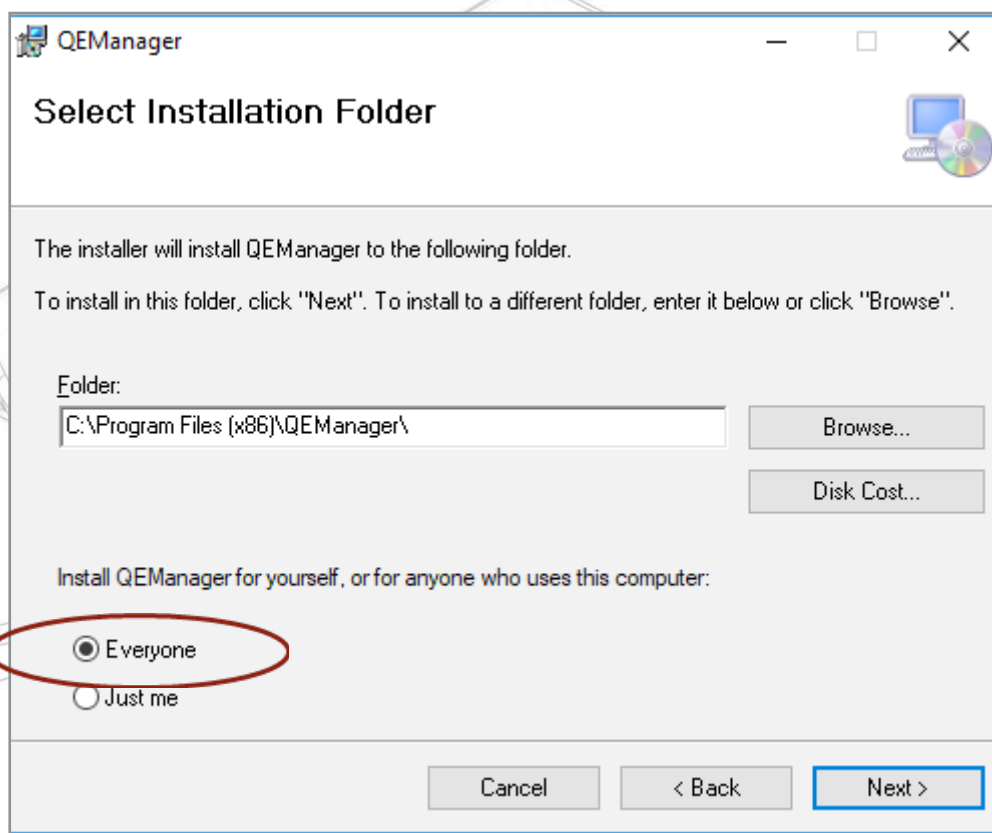 QEManager
Select Installation Folder
The installer will install QEManager to the following folder.
To install in this folder, click "Next". To install to a different folder, enter it below or click "Browse".
Folder:
C:\Program Files (x86)\QEManager\
Browse...
Disk Cost...
Install QEManager for yourself, or for anyone who uses this computer:
Everyone
Just me
Cancel
< Back
Next >